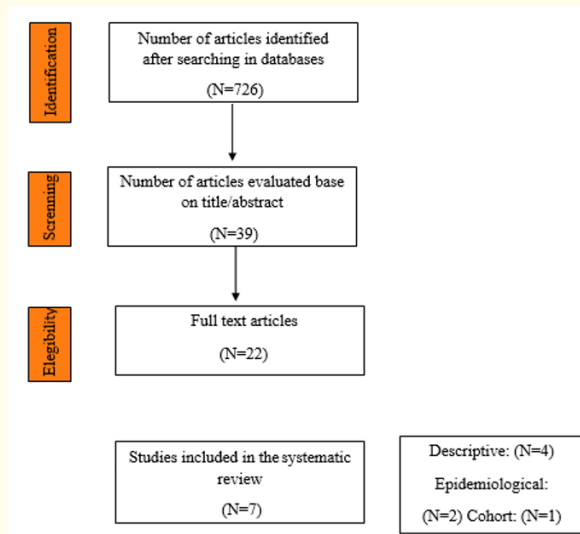 Identification
Number of articles identified
after searching in databases
(N=726)
Screnning
Number of articles evaluated base
on title/abstract
(N=39)
Elegibility
Full text articles
(N=22)
Studies included in the systematic
review
(N=7)
Descriptive: (N=4)
Epidemiological:
(N=2) Cohort: (N=1)